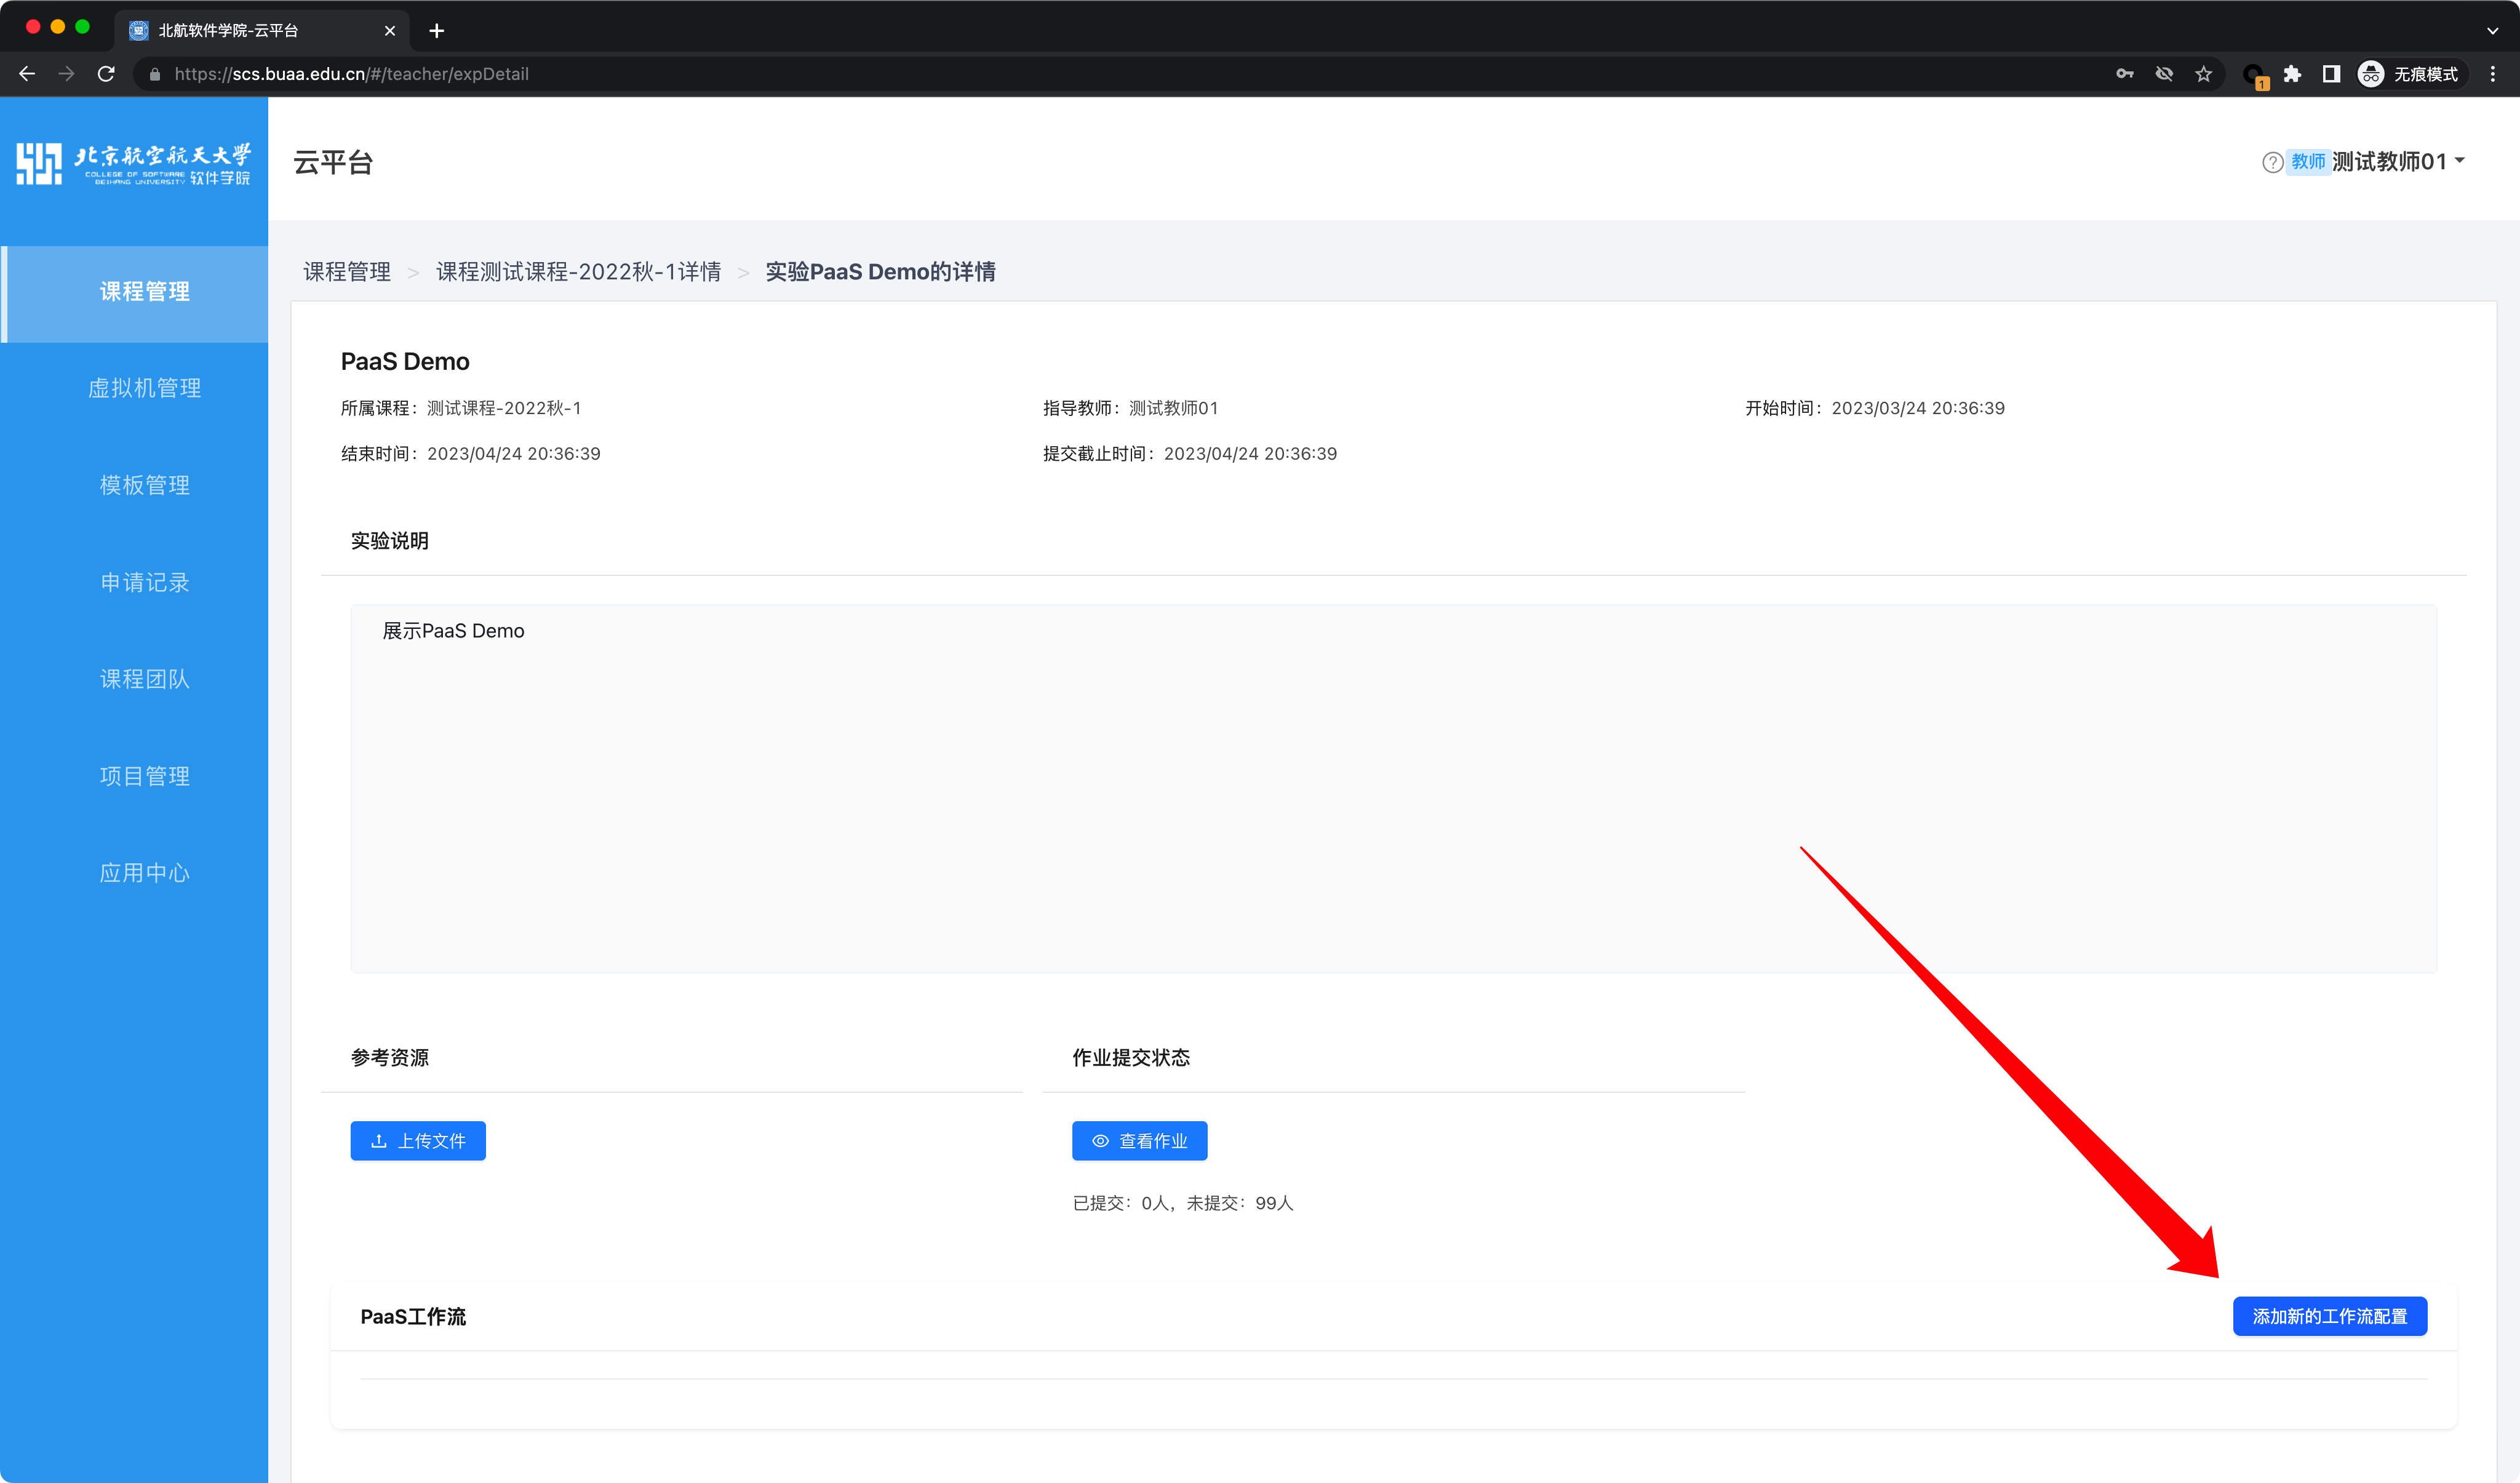 北航软件学院-云平台
https://scs.buaa.edu.cn/#/teacher/expDetail
1
无痕模式
北京航空航天大學
COLLEGE OF SOFTWARE
BEIHANG UNIVERSITY 软件学院
云平台
? 教师 测试教师01
课程管理
虚拟机管理
模板管理
申请记录
课程团队
项目管理
应用中心
课程管理 > 课程测试课程-2022秋-1详情 > 实验PaaS Demo的详情
PaaS Demo
所属课程：测试课程-2022秋-1
指导教师：测试教师01
开始时间：2023/03/24 20:36:39
结束时间：2023/04/24 20:36:39
提交截止时间：2023/04/24 20:36:39
实验说明
展示PaaS Demo
参考资源
上传文件
作业提交状态
查看作业
已提交：0人，未提交：99人
PaaS工作流
添加新的工作流配置